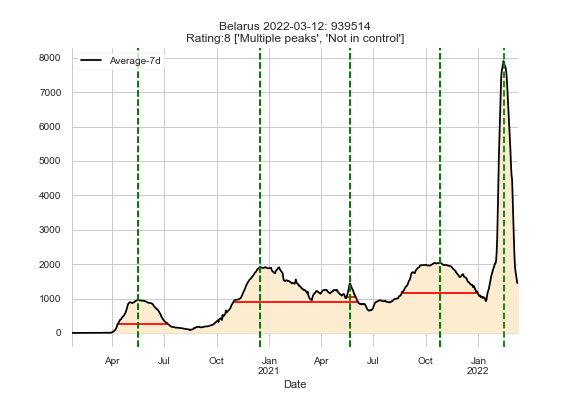 Belarus 2022-03-12: 939514
Rating:8 ['Multiple peaks', 'Not in control']
Average-7d
8000
7000
6000
5000
4000
3000
2000
1000
0
Apr Jul Oct Jan Apr Jul Oct Jan
2021 2022
Date